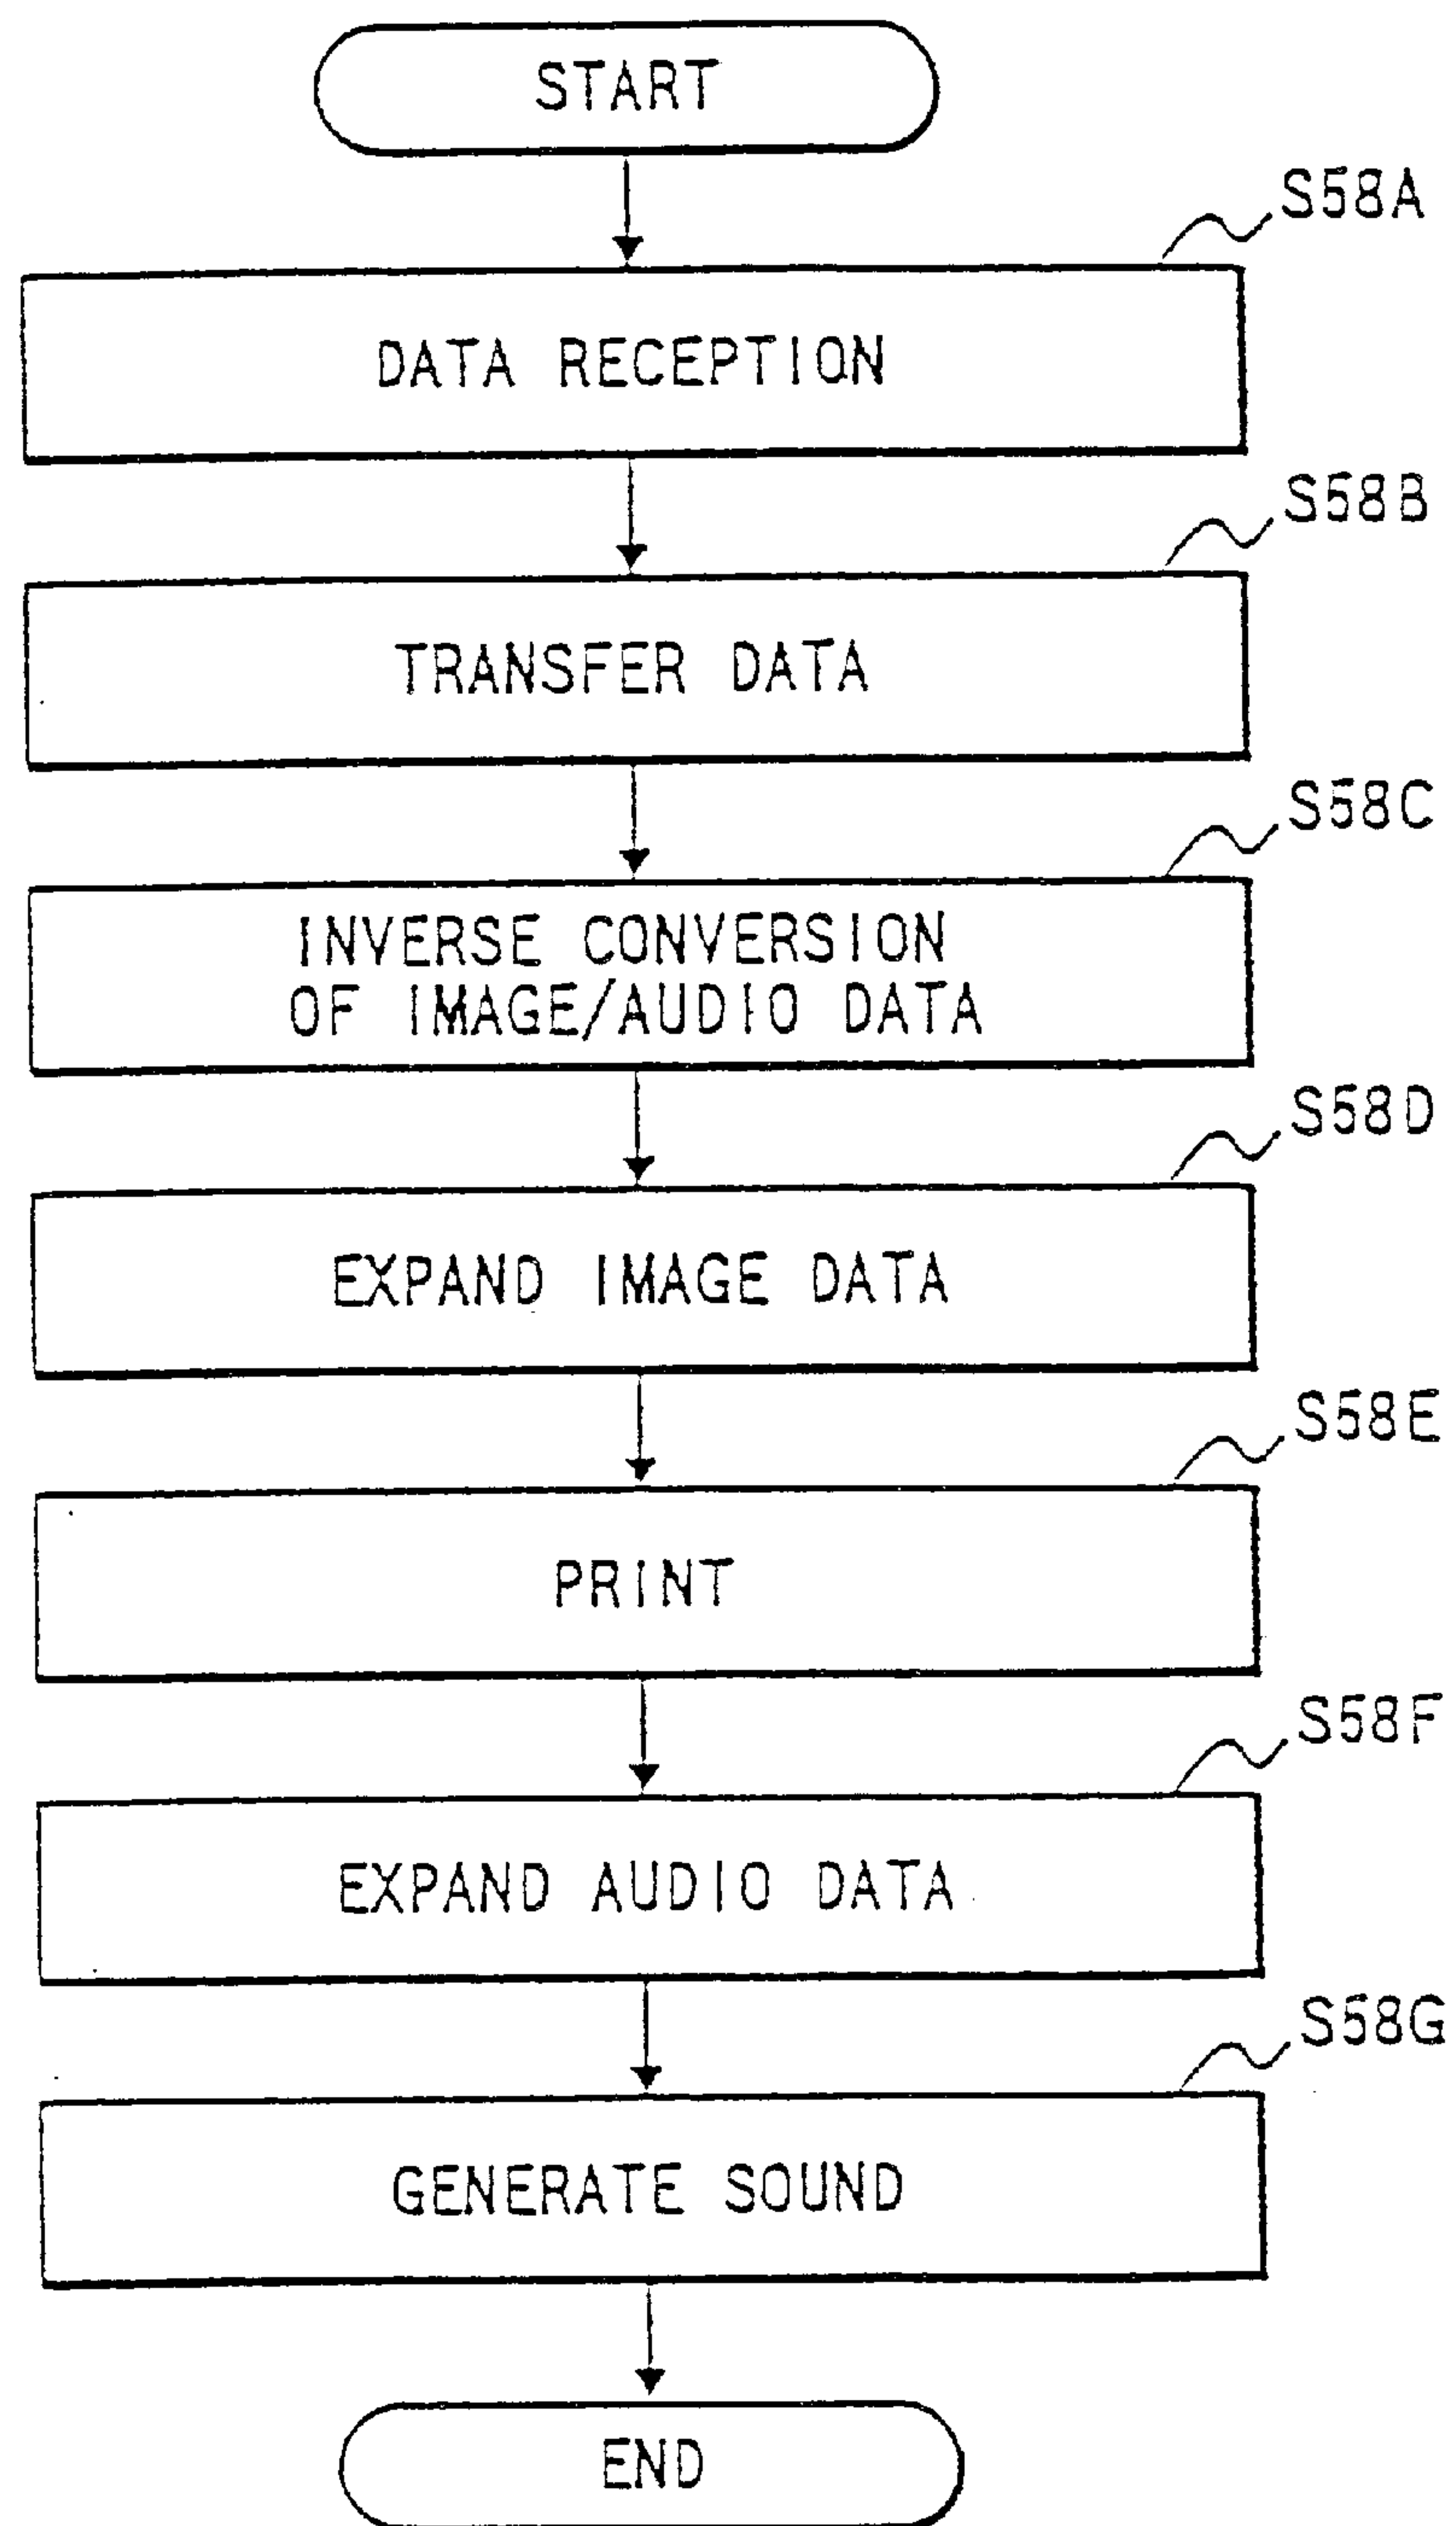 START
S58A
DATA RECEPTION
S58B
TRANSFER DATA
S58C
INVERSE CONVERSION
OF IMAGE/AUDIO DATA
S58D
EXPAND IMAGE DATA
S58E
PRINT
S58F
EXPAND AUDIO DATA
S58G
GENERATE SOUND
END